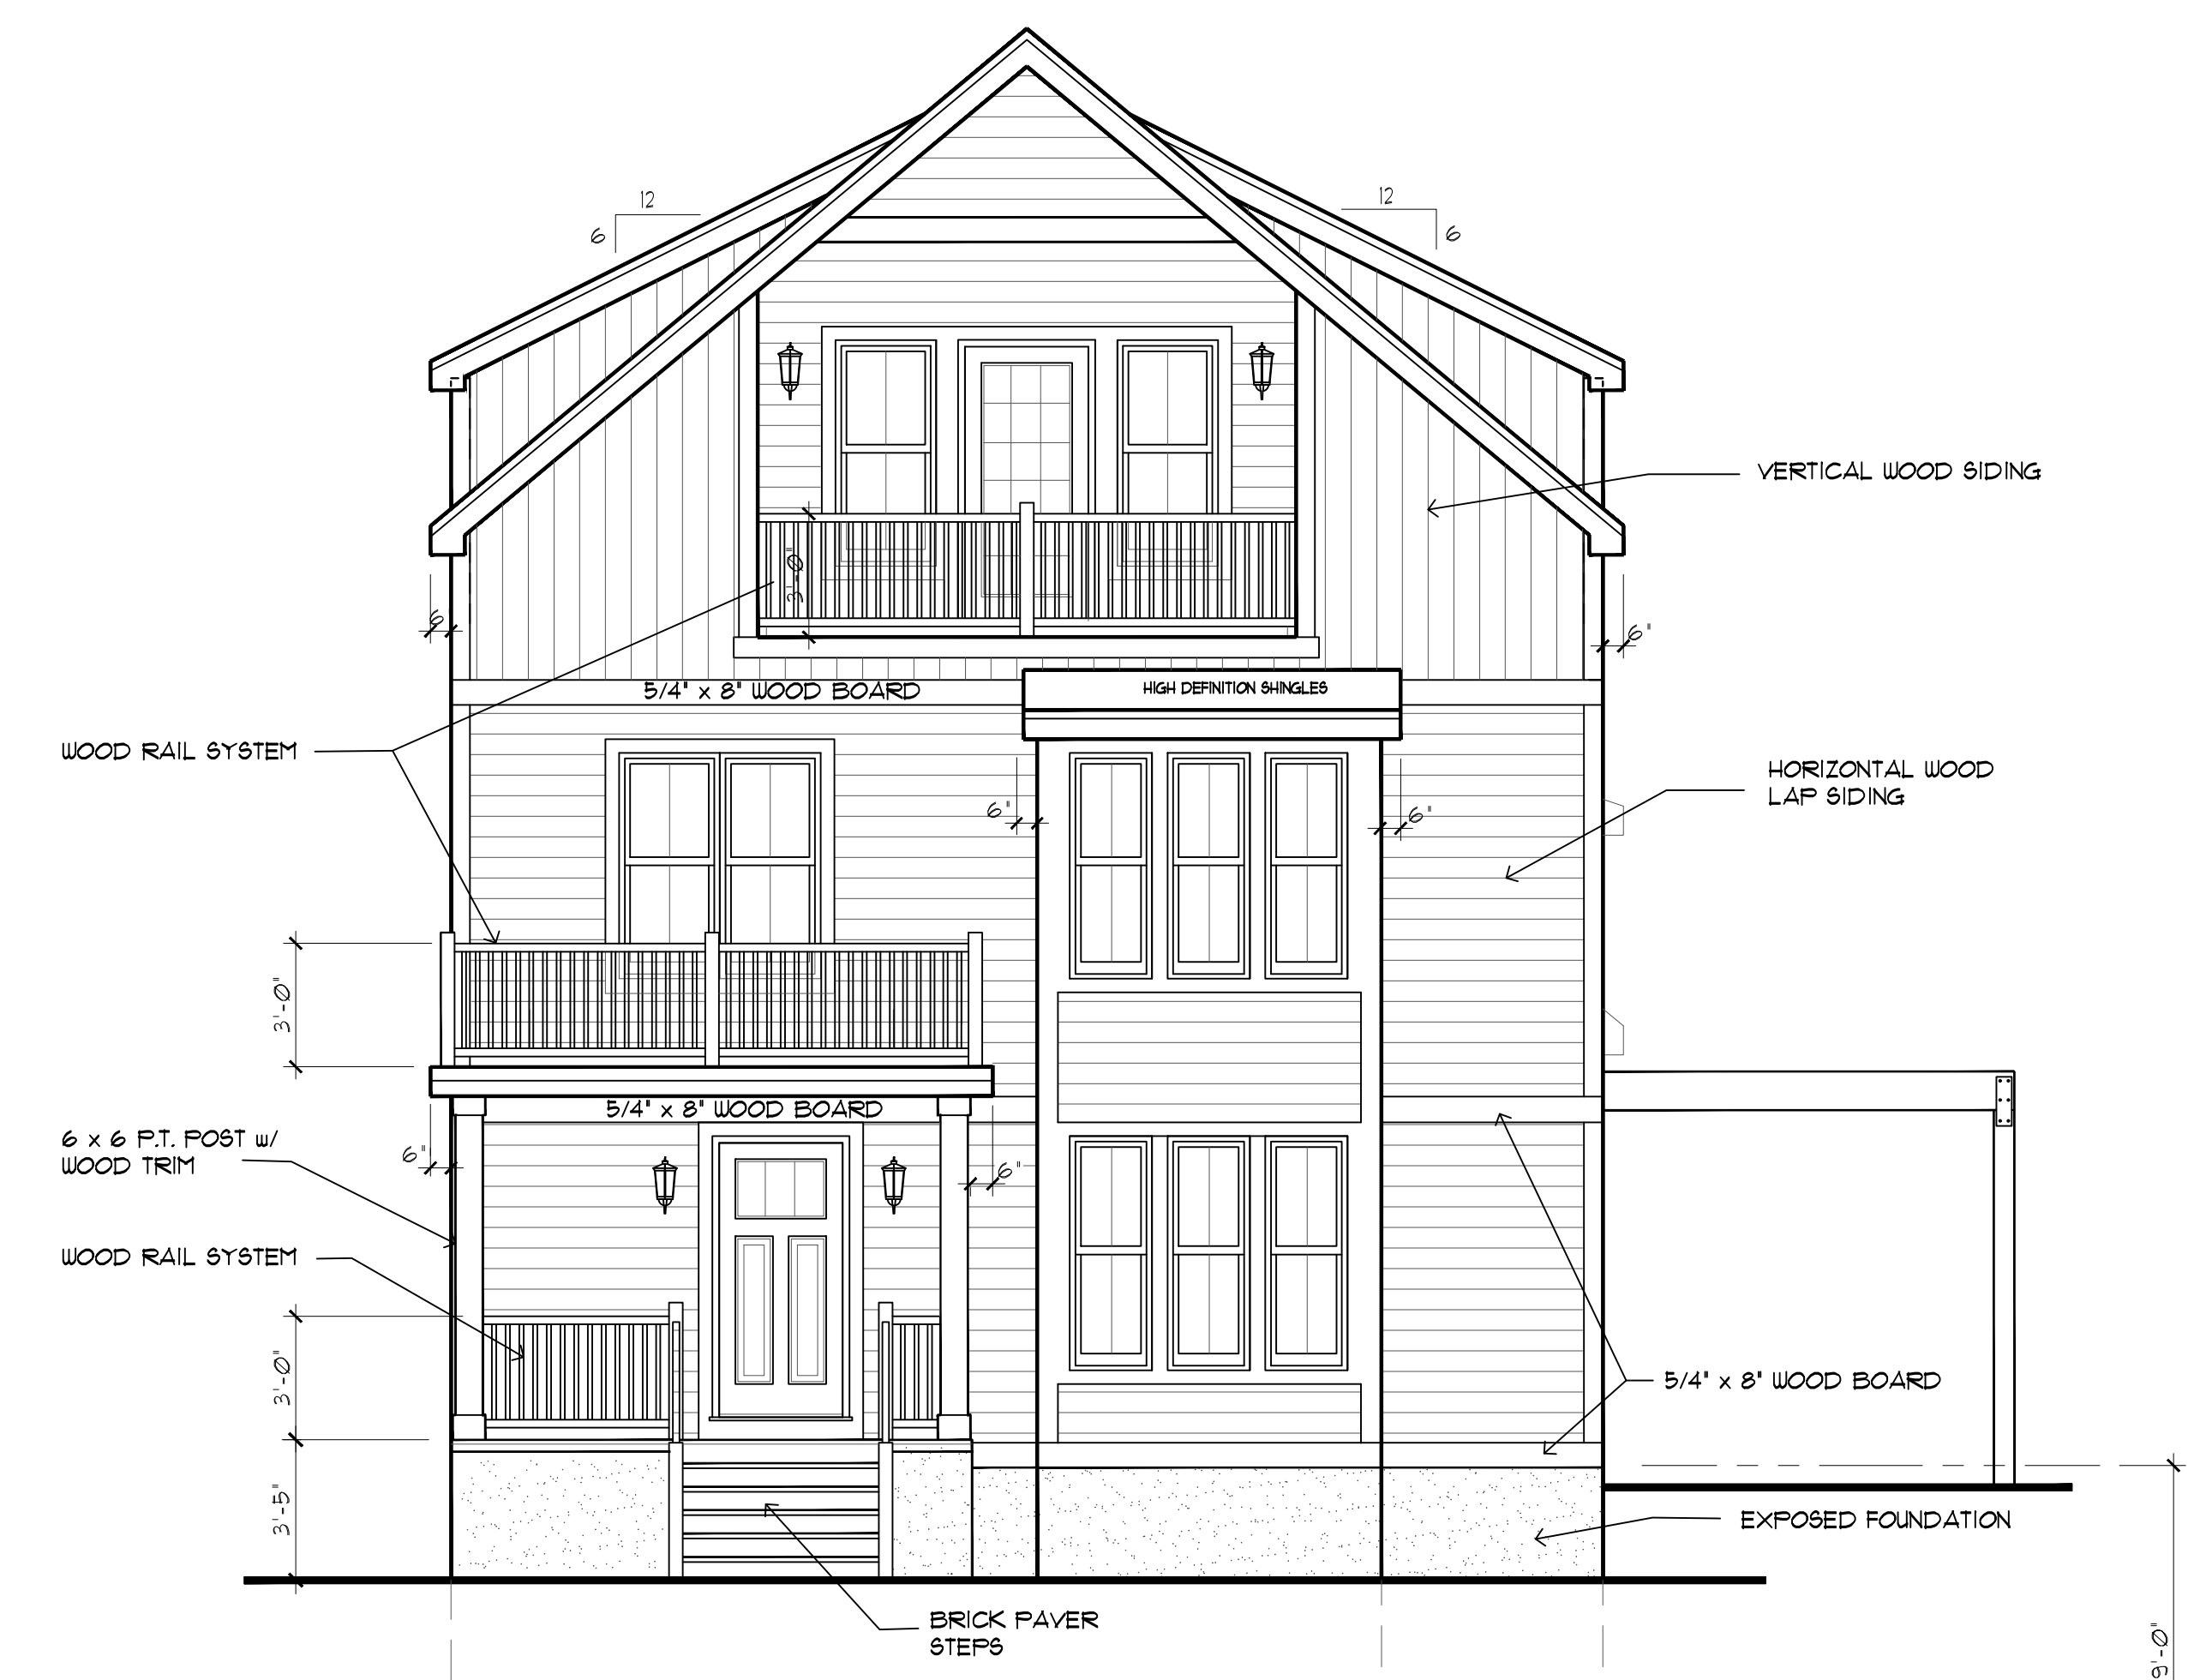 12
6
12
6
VERTICAL WOOD SIDING
3'-0"
6
6"
5/4" x 8" WOOD BOARD
HIGH DEFINITION SHINGLES
WOOD RAIL SYSTEM
HORIZONTAL WOOD
LAP SIDING
6"
6"
3'-0"
5/4" x 8" WOOD BOARD
6 x 6 P.T. POST w/
WOOD TRIM
6"
6"
WOOD RAIL SYSTEM
3'-0"
5/4" x 8" WOOD BOARD
3'-5"
EXPOSED FOUNDATION
BRICK PAVER
STEPS
9'-0"